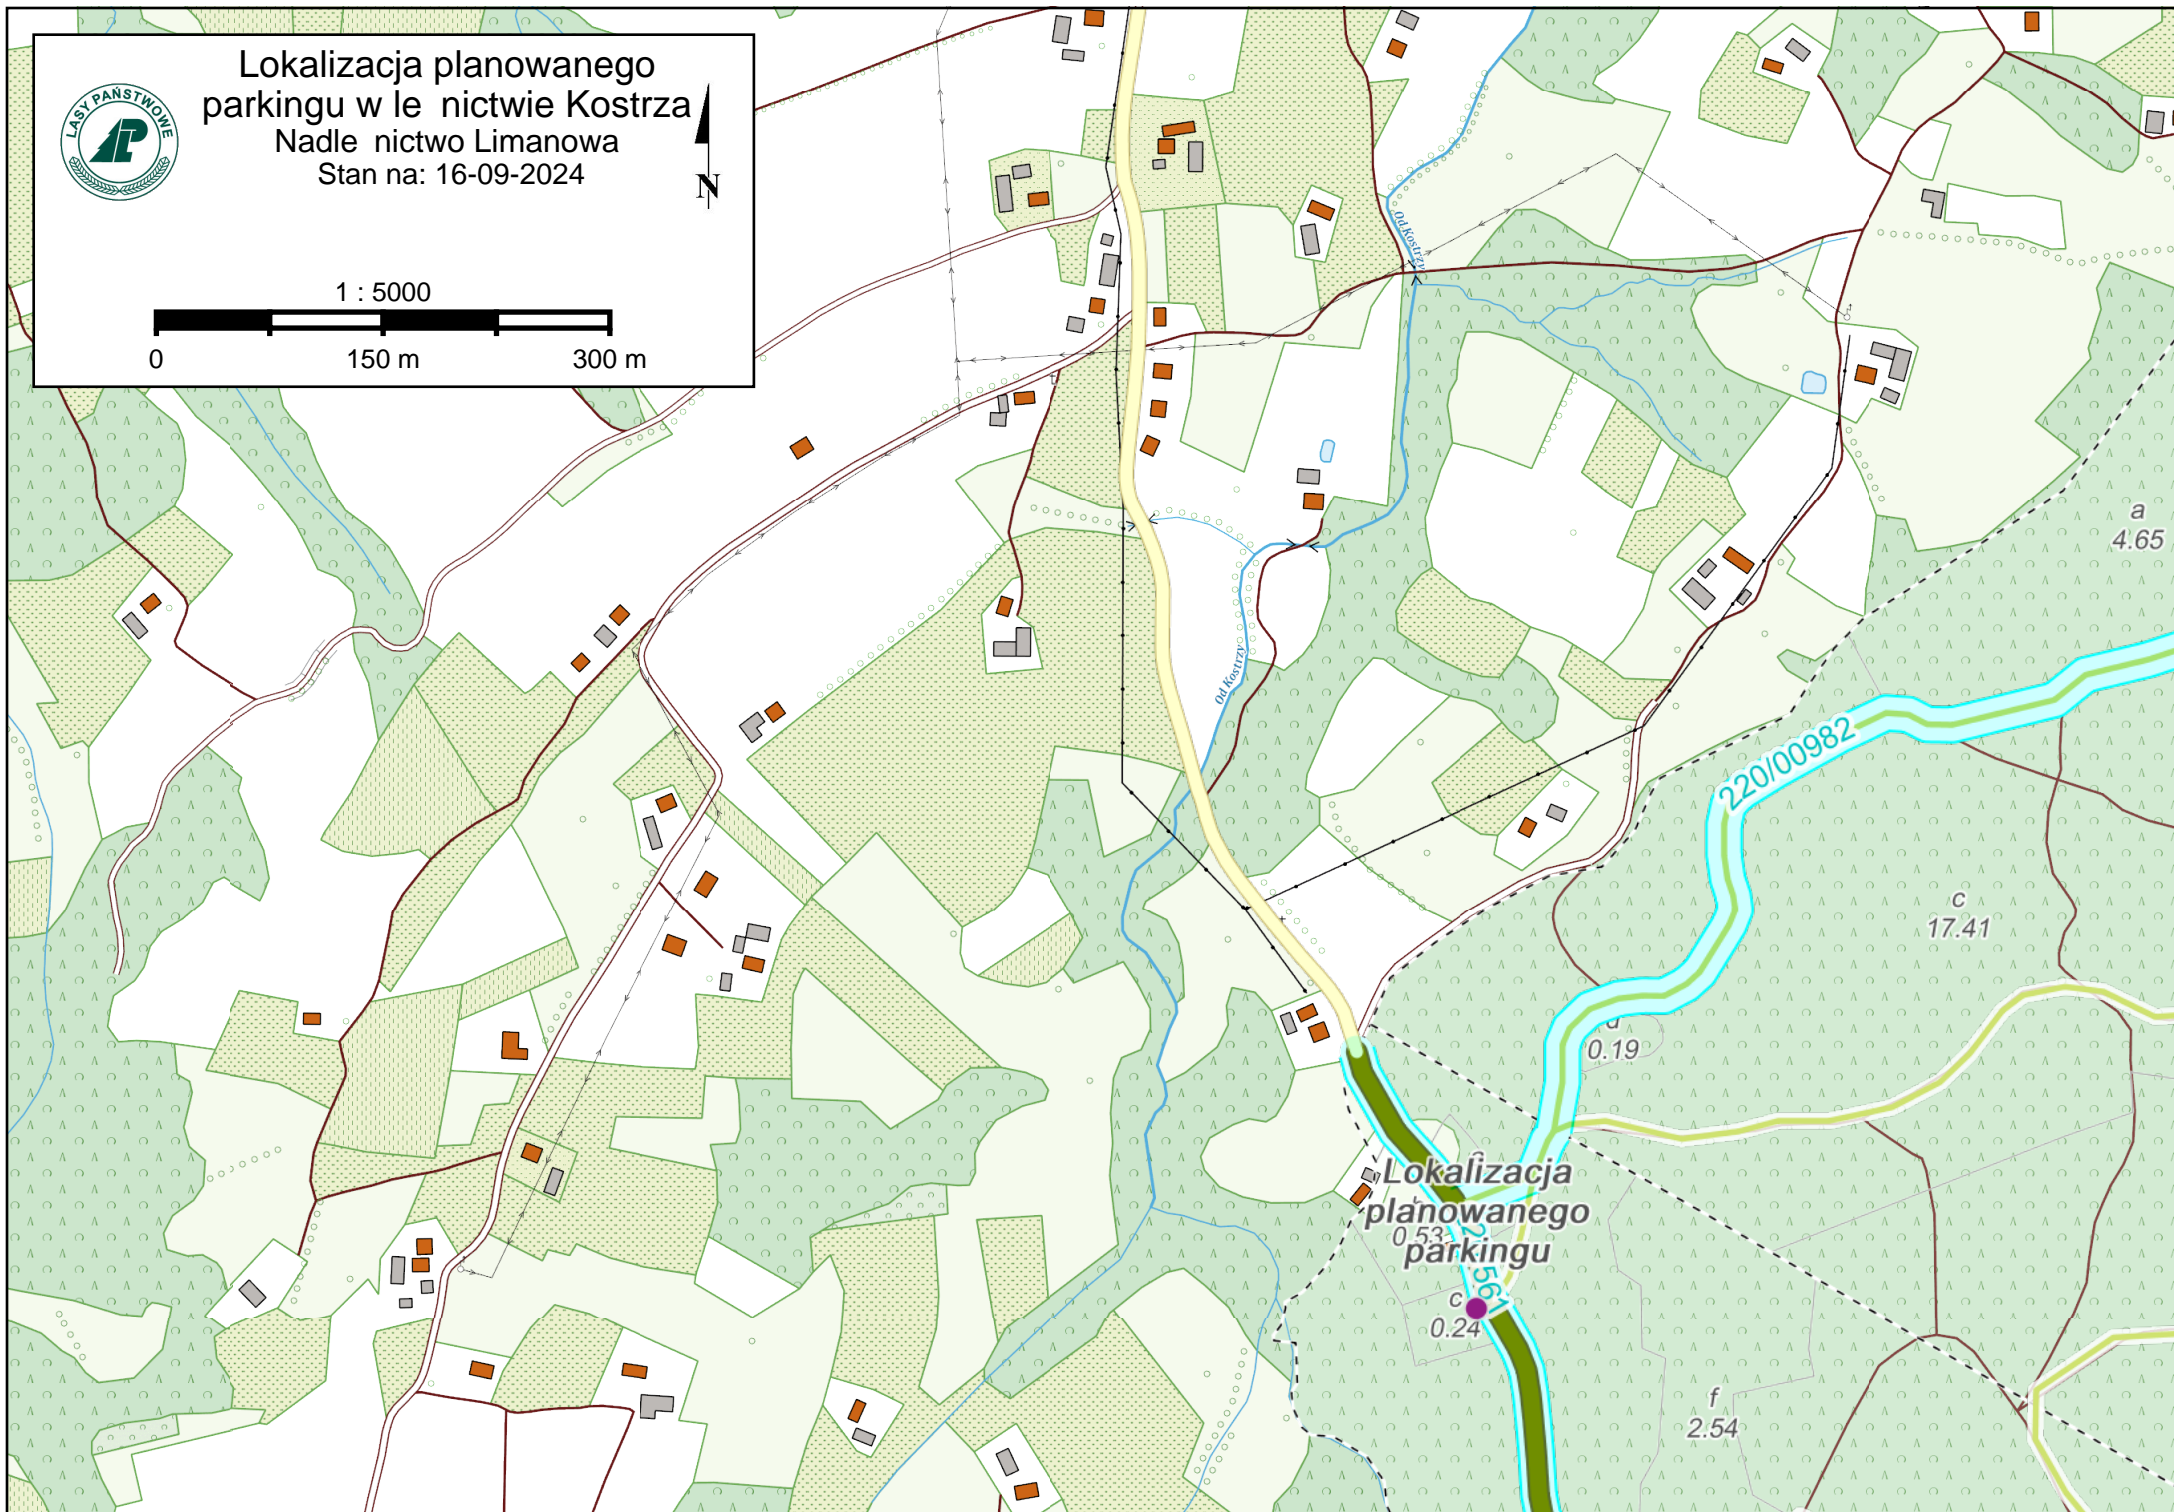 Lokalizacja planowanego
parkingu w le nictwie Kostrza
Nadle nictwo Limanowa
Stan na: 16-09-2024
LASY PAŃSTWOWE
N
1 : 5000
0 150 m 300 m
Od Kostrzy
Od Kostrzy
a
4.65
220/00982
c
17.41
0.19
Lokalizacja
planowanego
parkingu
0.53
c
0.24
f
2.54